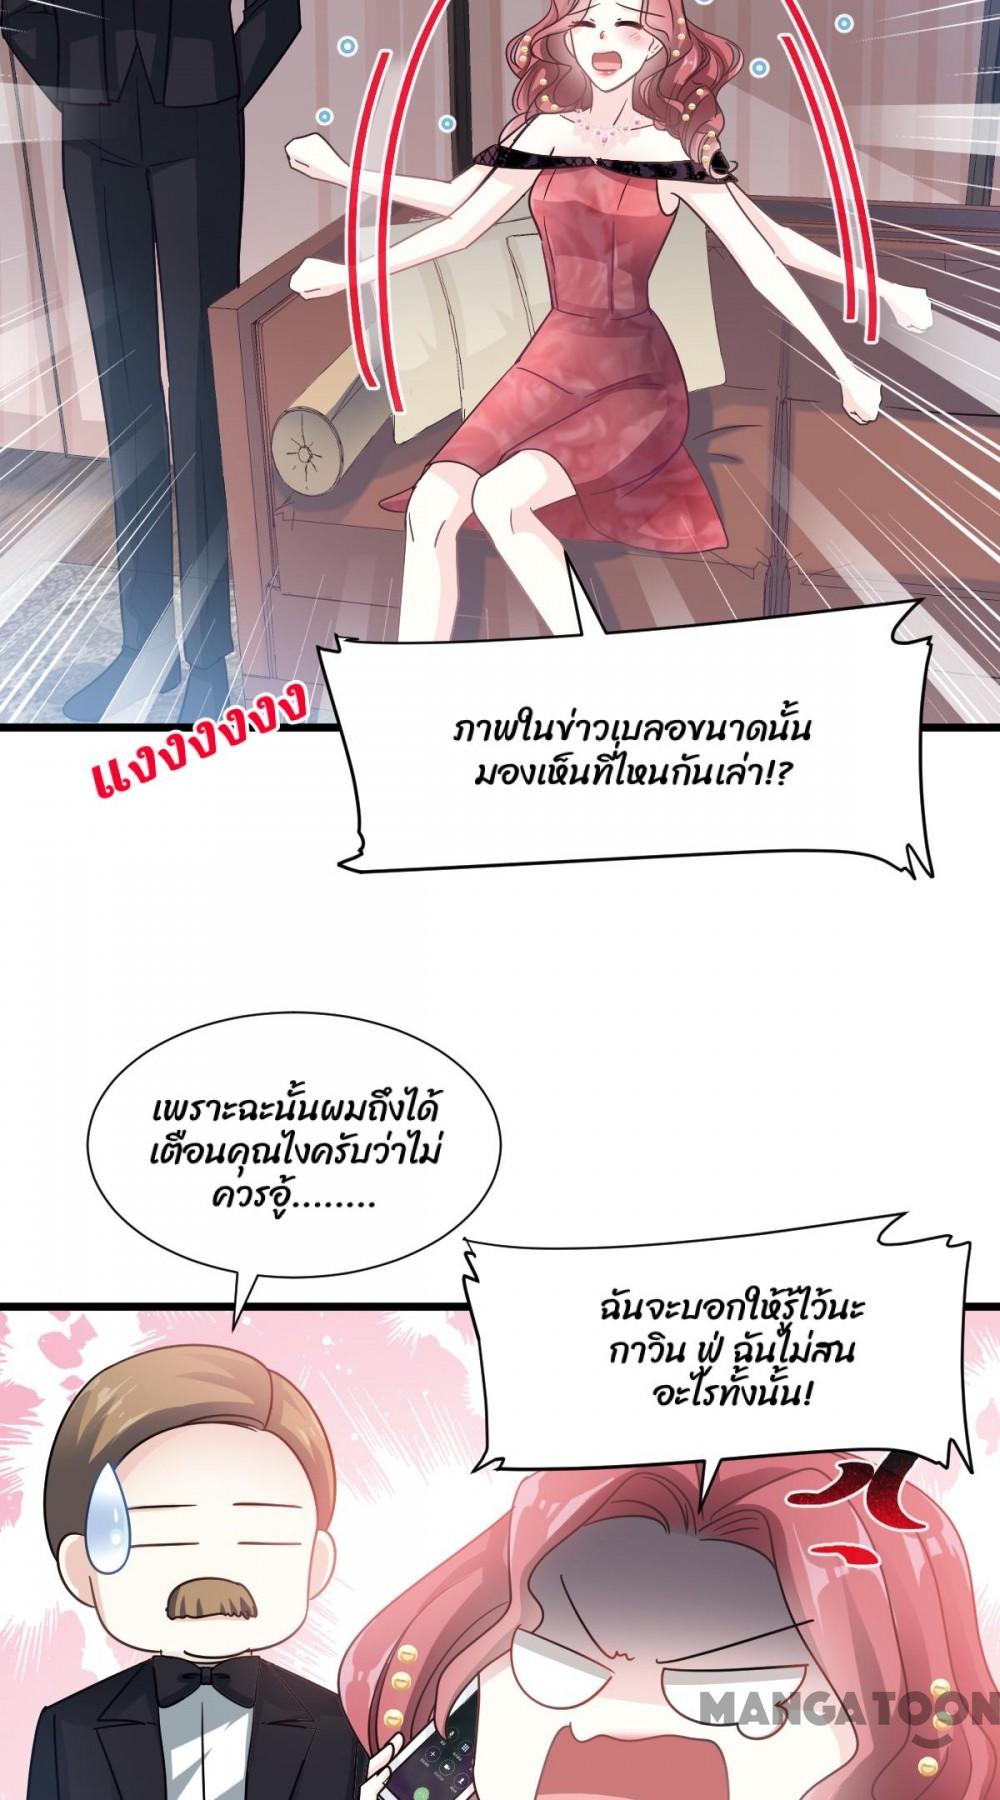 แงงงงงงง
ภาพในข่าวเบลอขนาดนั้น
มองเห็นที่ไหนกันเล่า!?
เพราะฉะนั้นผมถึงได้
เตือนคุณไงครับว่าไม่
ควรอู้........
ฉันจะบอกให้รู้ไว้นะ
กาวิน ฟู่ ฉันไม่สน
อะไรทั้งนั้น!
MANGATOON